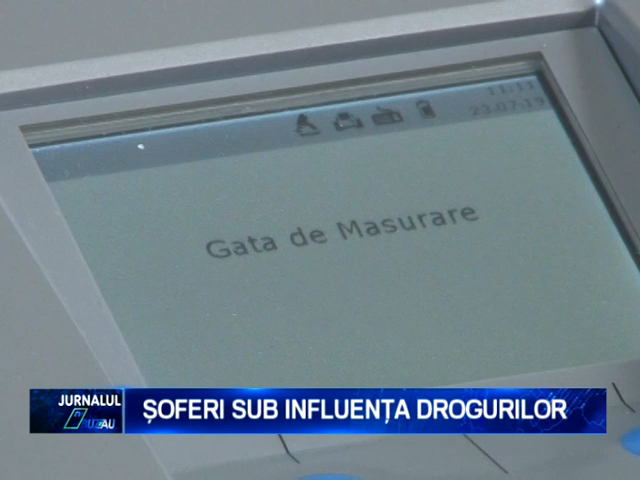 11:11
23-07-19
Gata de Masurare
JURNALUL
ȘOFERI SUB INFLUENȚA DROGURILOR